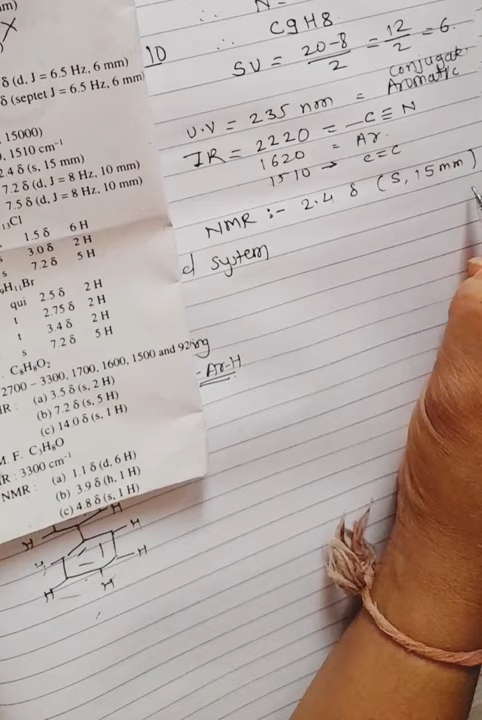 m)
δ (d, J = 6.5 Hz, 6 mm)
δ (septet J = 6.5 Hz, 6 mm)
15000)
1510 cm⁻¹
2.4 δ (s, 15 mm)
7.2 δ (d, J = 8 Hz, 10 mm)
7.5 δ (d, J = 8 Hz, 10 mm)
13Cl
1.5 δ 6 H
s 3.0 δ 2 H
s 7.2 δ 5 H
H₁₁Br
qui 2.5 δ 2 H
t 2.75 δ 2 H
t 3.4 δ 2 H
s 7.2 δ 5 H
C₈H₈O₂
2700 – 3300, 1700, 1600, 1500 and 92
R : (a) 3.5 δ (s, 2 H)
(b) 7.2 δ (s, 5 H)
(c) 14.0 δ (s, 1 H)
M. F. C₃H₈O
R : 3300 cm⁻¹
NMR : (a) 1.1 δ (d, 6 H)
(b) 3.9 δ (h, 1 H)
(c) 4.8 δ (s, 1 H)
10
∴ C9H8
SU = 20-8/2 = 12/2 = 6.
U.V = 235 nm = Conjugat. Aromatic
IR = 2220 = -C≡N
1620 = Ar.
1510 → C=C
NMR :- 2.4 δ (S, 15mm)
d system
ing
- Ar-H
H
H
H
H
H
H
H